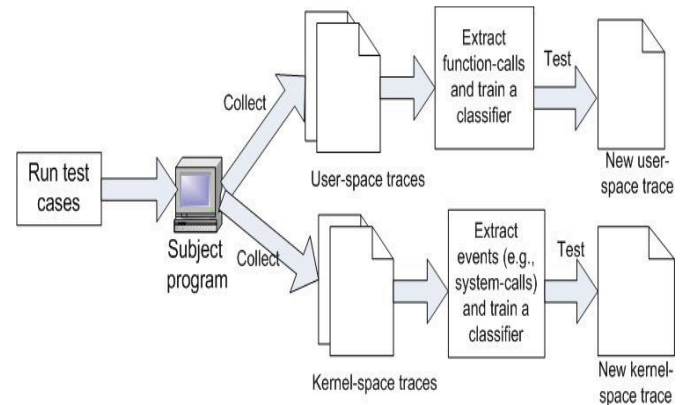 Run test
cases
Subject
program
Collect
User-space traces
Extract
function-calls
and train a
classifier
Test
New user-
space trace
Collect
Kernel-space traces
Extract
events (e.g.,
system-calls)
and train a
classifier
Test
New kernel-
space trace